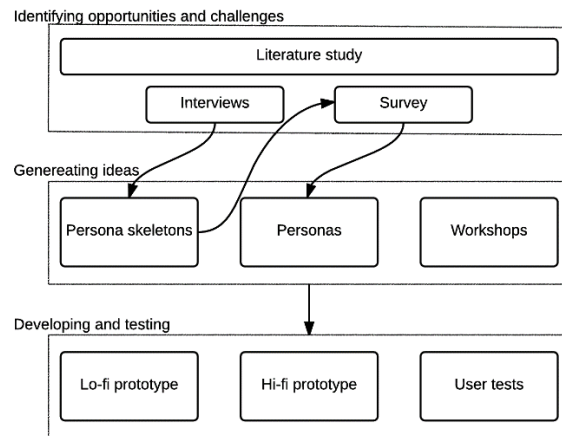 Identifying opportunities and challenges
Literature study
Interviews
Survey
Genereating ideas
Persona skeletons
Personas
Workshops
Developing and testing
Lo-fi prototype
Hi-fi prototype
User tests